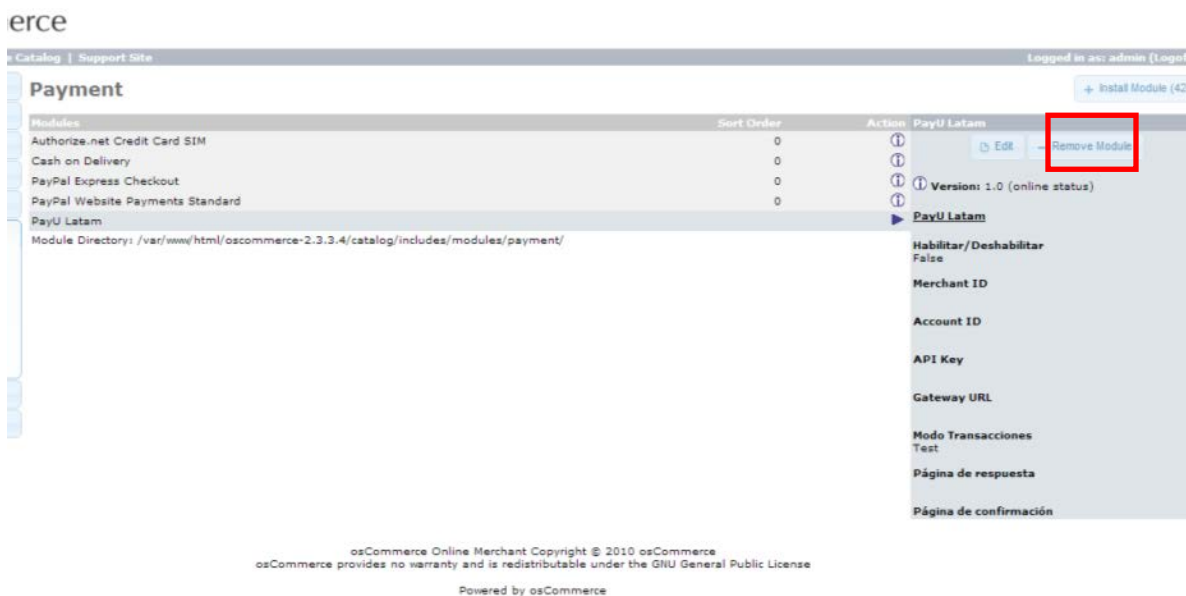 erce
Catalog | Support Site
Logged in as: admin
Payment
+ Install Module (42
Modules Sort Order Action
Authorize.net Credit Card SIM 0
Cash on Delivery 0
PayPal Express Checkout 0
PayPal Website Payments Standard 0
PayU Latam
Module Directory: /var/www/html/oscommerce-2.3.3.4/catalog/includes/modules/payment/
PayU Latam
Edit
Remove Module
Version: 1.0 (online status)
PayU Latam
Habilitar/Deshabilitar
False
Merchant ID
Account ID
API Key
Gateway URL
Modo Transacciones
Test
Página de respuesta
Página de confirmación
osCommerce Online Merchant Copyright © 2010 osCommerce
osCommerce provides no warranty and is redistributable under the GNU General Public License
Powered by osCommerce